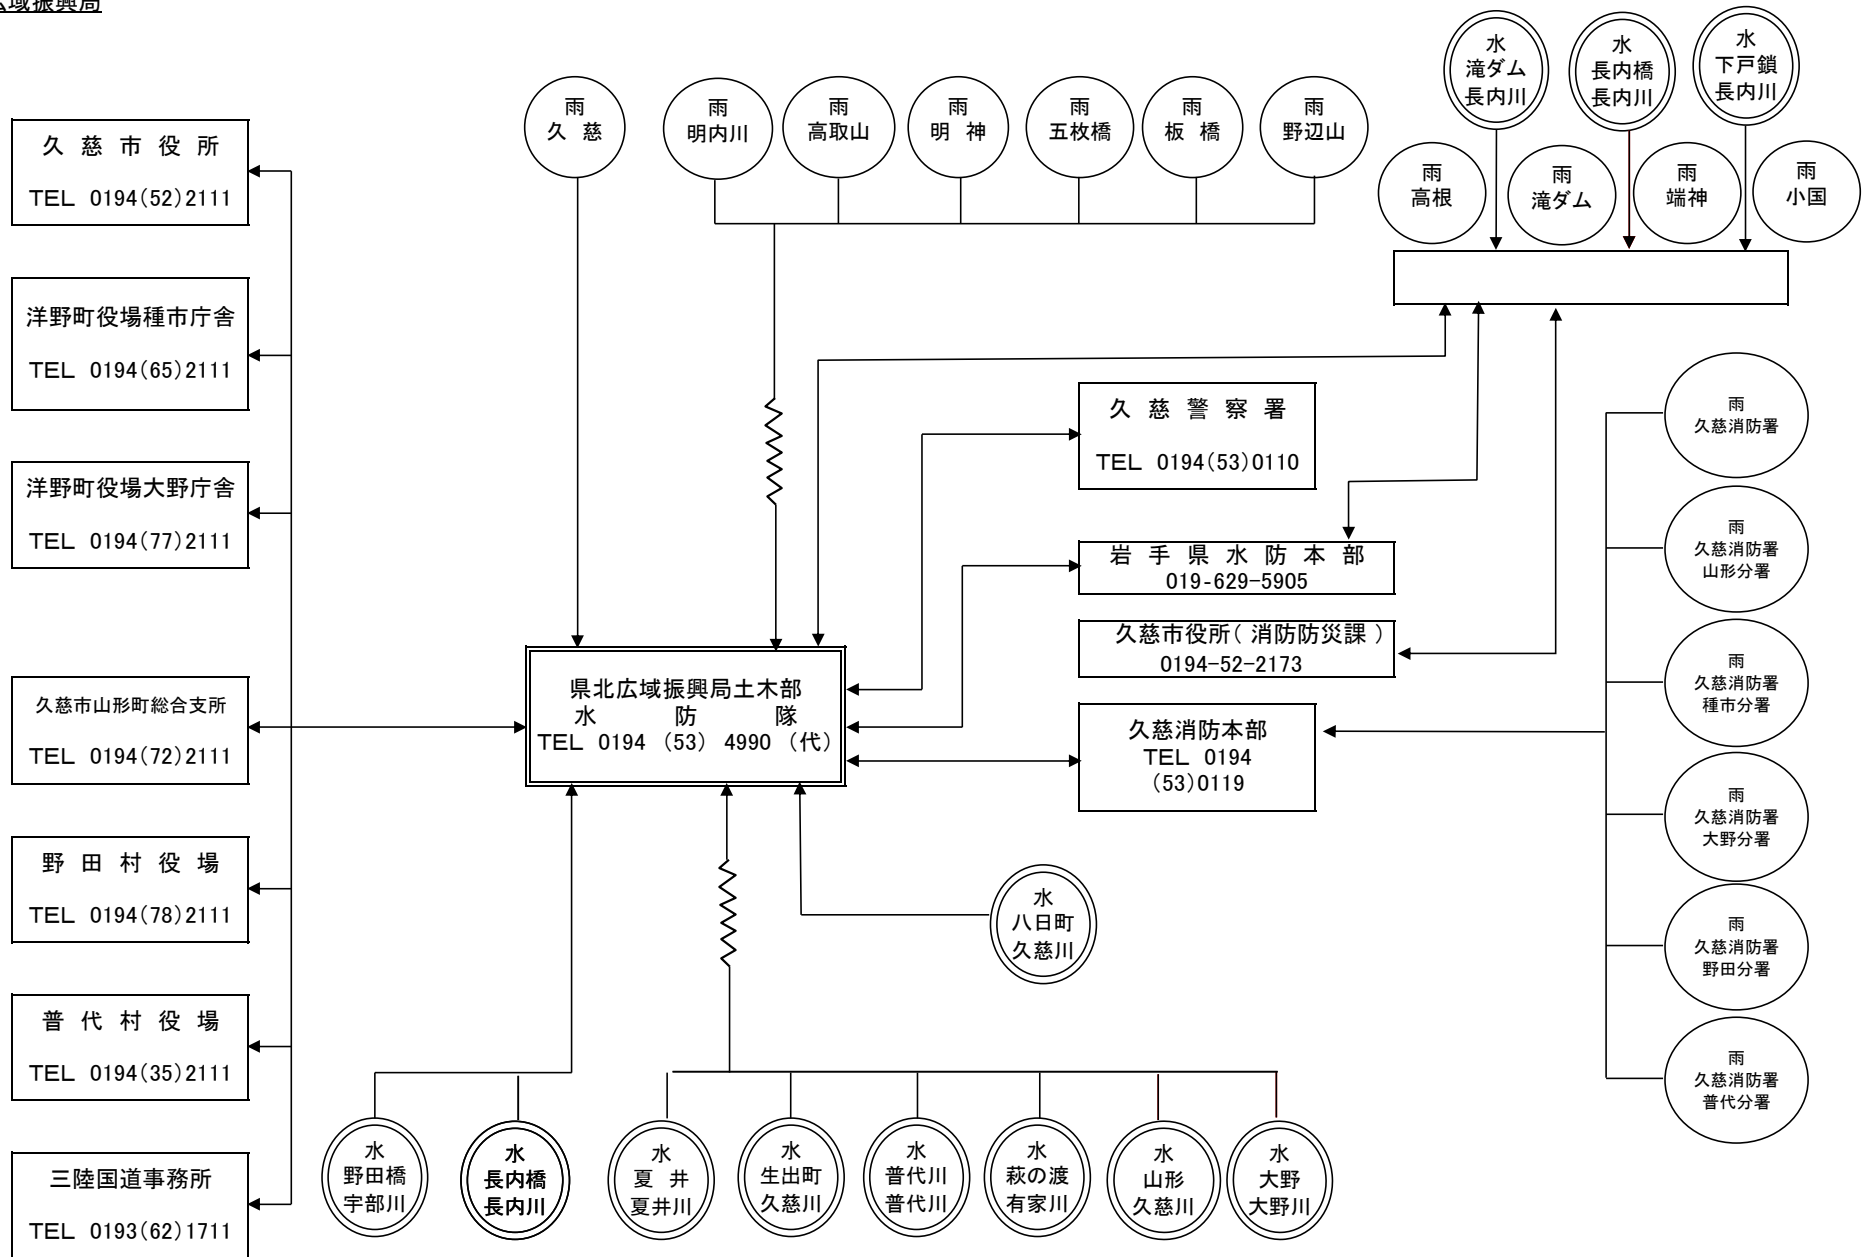 広域振興局
久 慈 市 役 所
TEL 0194(52)2111
洋野町役場種市庁舎
TEL 0194(65)2111
洋野町役場大野庁舎
TEL 0194(77)2111
久慈市山形町総合支所
TEL 0194(72)2111
野 田 村 役 場
TEL 0194(78)2111
普 代 村 役 場
TEL 0194(35)2111
三陸国道事務所
TEL 0193(62)1711
雨
久 慈
雨
明内川
雨
高取山
雨
明 神
雨
五枚橋
雨
板 橋
雨
野辺山
水
滝ダム
長内川
水
長内橋
長内川
水
下戸鎖
長内川
雨
高根
雨
滝ダム
雨
端神
雨
小国
久 慈 警 察 署
TEL 0194(53)0110
岩 手 県 水 防 本 部
019-629-5905
久慈市役所(消防防災課)
0194-52-2173
県北広域振興局土木部
水 防 隊
TEL 0194 (53) 4990 (代)
久慈消防本部
TEL 0194
(53)0119
雨
久慈消防署
雨
久慈消防署
山形分署
雨
久慈消防署
種市分署
雨
久慈消防署
大野分署
雨
久慈消防署
野田分署
雨
久慈消防署
普代分署
水
八日町
久慈川
水
野田橋
宇部川
水
長内橋
長内川
水
夏 井
夏井川
水
生出町
久慈川
水
普代川
普代川
水
萩の渡
有家川
水
山形
久慈川
水
大野
大野川